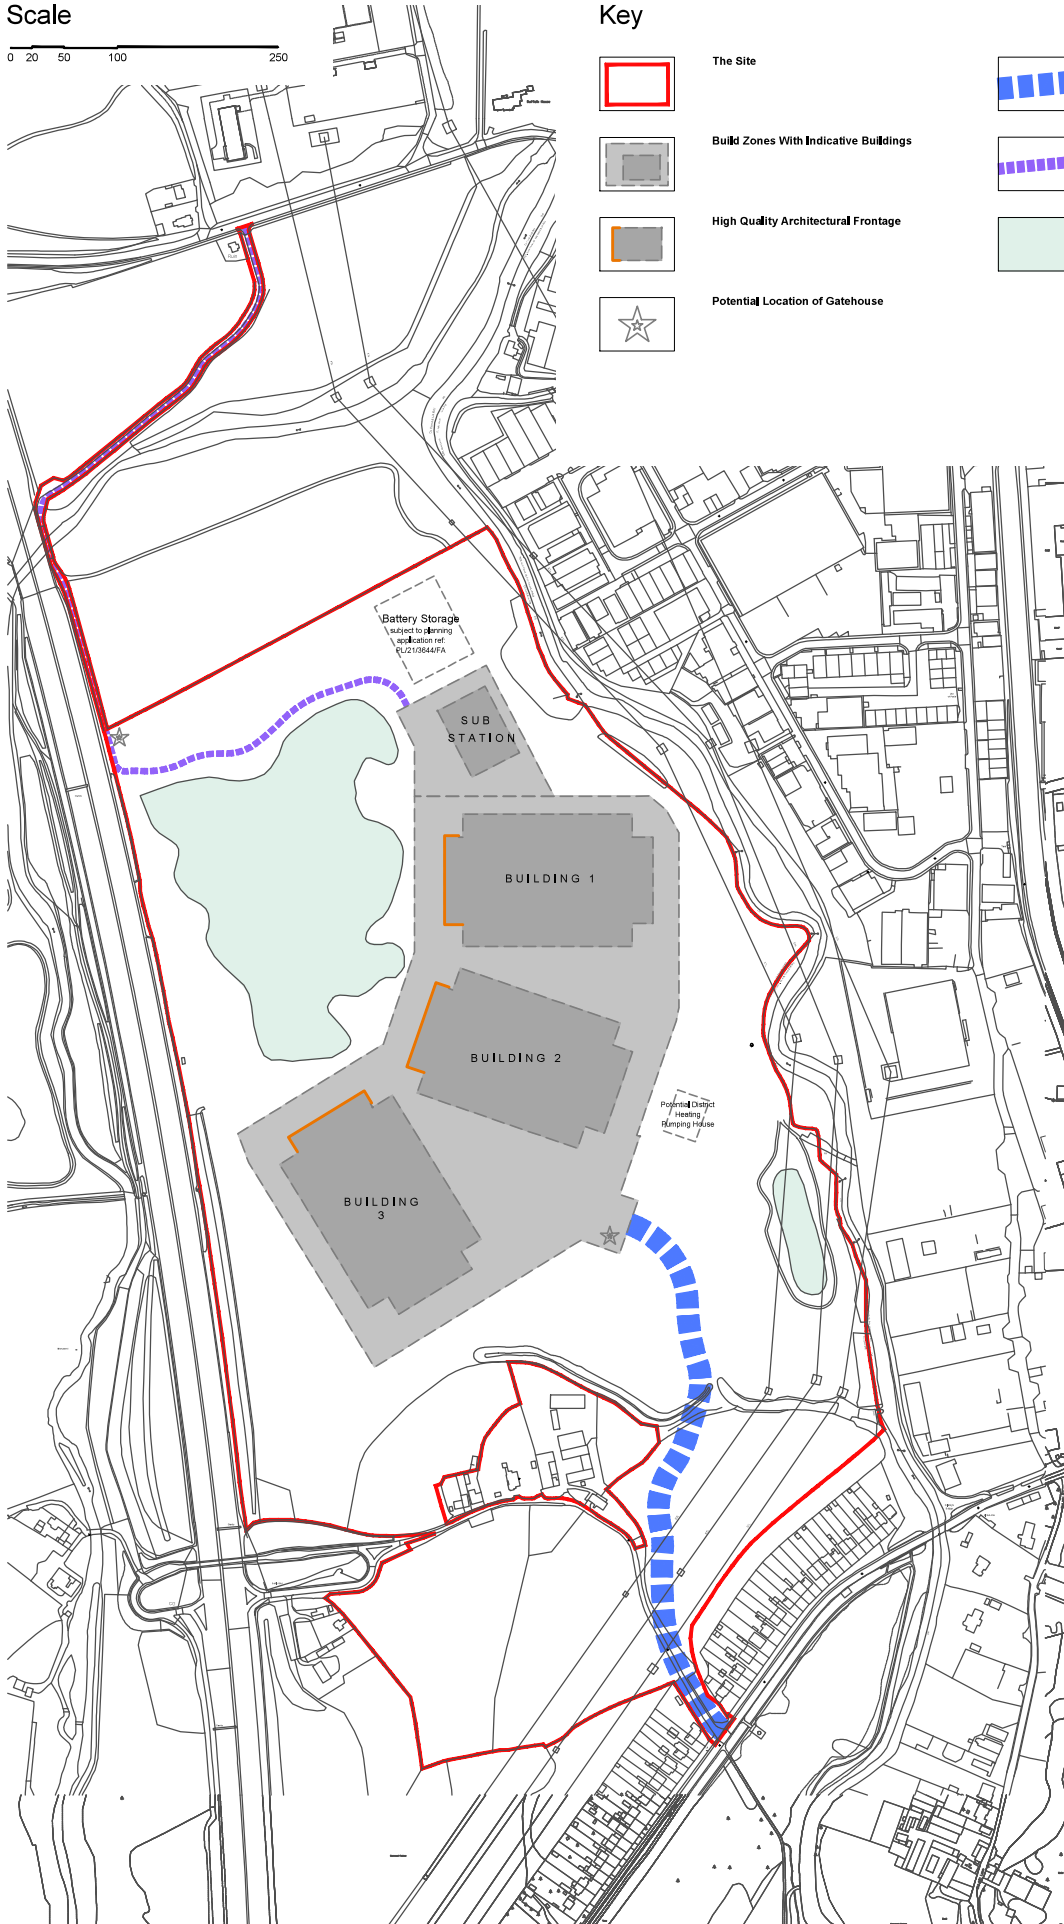 Scale
0 20 50 100 250
Key
The Site
Build Zones With Indicative Buildings
High Quality Architectural Frontage
Potential Location of Gatehouse
Battery Storage
subject to planning
application ref:
PL/21/3644/FA
SUB
STATION
BUILDING 1
BUILDING 2
Potential District
Heating
Pumping House
BUILDING
3